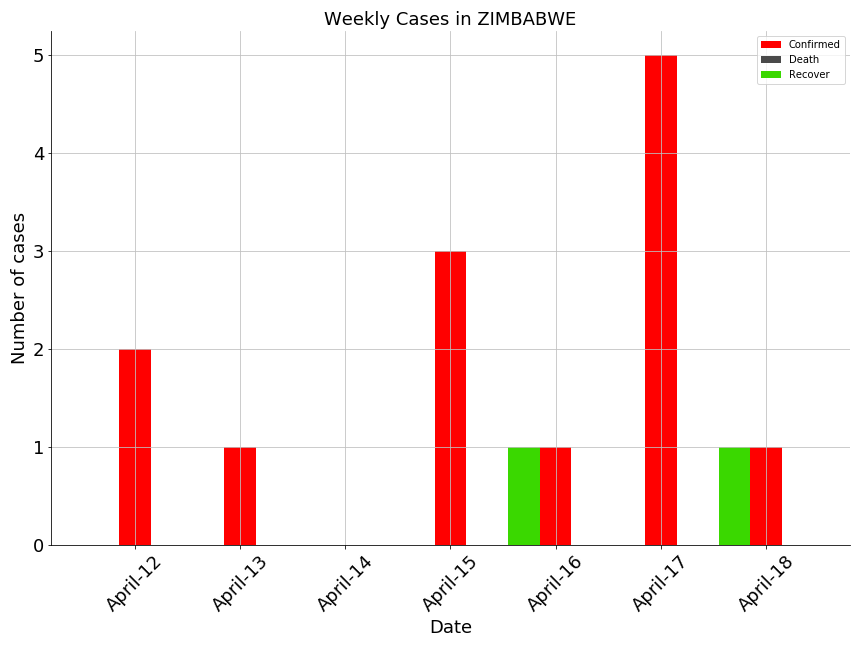 Weekly Cases in ZIMBABWE
Confirmed
Death
Recover
Number of cases
5
4
3
2
1
0
April-12
April-13
April-14
April-15
April-16
April-17
April-18
Date